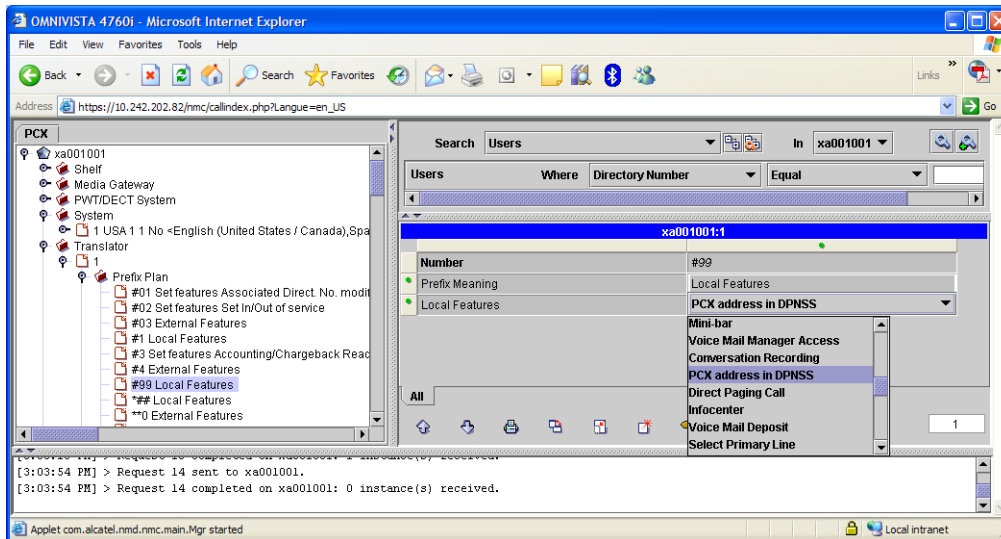 OMNIVISTA 4760i - Microsoft Internet Explorer
File Edit View Favorites Tools Help
Back Search Favorites Links
Address https://10.242.202.82/nmc/callindex.php?Langue=en_US Go
PCX
xa001001
Shelf
Media Gateway
PWT/DECT System
System
1 USA 1 1 No <English (United States / Canada),Spa
Translator
1
Prefix Plan
#01 Set features Associated Direct. No. modif
#02 Set features Set In/Out of service
#03 External Features
#1 Local Features
#3 Set features Accounting/Chargeback Reac
#4 External Features
#99 Local Features
*## Local Features
**0 External Features
Search Users In xa001001
Users Where Directory Number Equal
xa001001:1
Number #99
Prefix Meaning Local Features
Local Features PCX address in DPNSS
Mini-bar
Voice Mail Manager Access
Conversation Recording
PCX address in DPNSS
Direct Paging Call
Infocenter
Voice Mail Deposit
Select Primary Line
All
1
[3:03:54 PM] > Request 14 sent to xa001001.
[3:03:54 PM] > Request 14 completed on xa001001: 0 instance(s) received.
Applet com.alcatel.nmd.nmc.main.Mgr started Local intranet